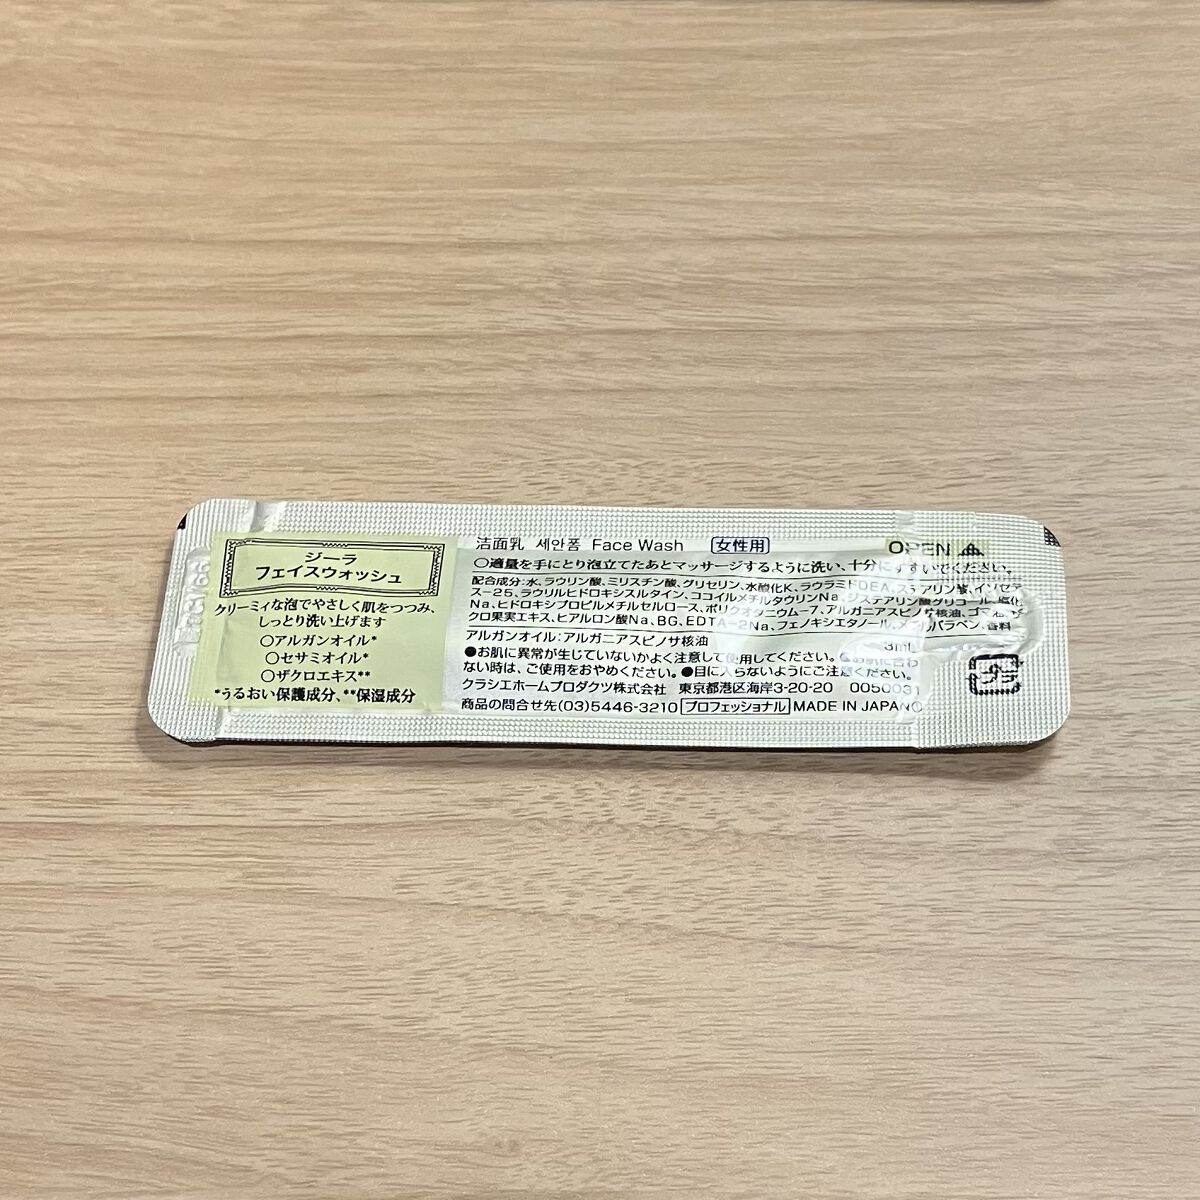 ジーラ
フェイスウォッシュ
クリーミィな泡でやさしく肌をつつみ、
しっとり洗い上げます
○アルガンオイル*
○セサミオイル*
○ザクロエキス**
*うるおい保護成分、**保湿成分
洁面乳 세안폼 Face Wash 女性用
OPEN
○適量を手にとり泡立てたあとマッサージするように洗い、十分にすすいでください。
配合成分:水、ラウリン酸、ミリスチン酸、グリセリン、水酸化K、ラウラミドDEA、ステアリン酸、イソセテ
ス-25、ラウリルヒドロキシスルタイン、ココイルメチルタウリンNa、ジステアリン酸グリコール、塩化
Na、ヒドロキシプロピルメチルセルロース、ポリクオタニウム-7、アルガニアスピノサ核油、ゴマ油、ザ
クロ果実エキス、ヒアルロン酸Na、BG、EDTA-2Na、フェノキシエタノール、メチルパラベン、香料
アルガンオイル:アルガニアスピノサ核油 3mL
●お肌に異常が生じていないかよく注意して使用してください。●お肌に合わ
ない時は、ご使用をおやめください。●目に入らないようにご注意ください。
クラシエホームプロダクツ株式会社 東京都港区海岸3-20-20 0050031
商品の問合せ先(03)5446-3210 プロフェッショナル MADE IN JAPAN①